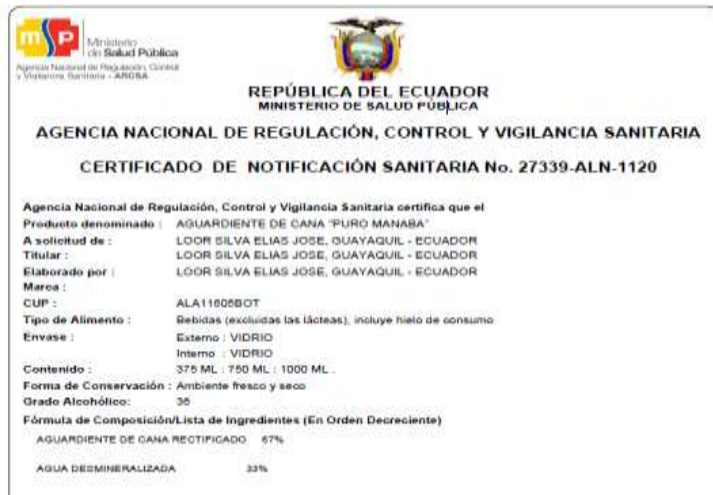 msp
Ministerio
de Salud Pública
Agencia Nacional de Regulación, Control
y Vigilancia Sanitaria - ARCSA
REPÚBLICA DEL ECUADOR
MINISTERIO DE SALUD PÚBLICA
AGENCIA NACIONAL DE REGULACIÓN, CONTROL Y VIGILANCIA SANITARIA
CERTIFICADO DE NOTIFICACIÓN SANITARIA No. 27339-ALN-1120
Agencia Nacional de Regulación, Control y Vigilancia Sanitaria certifica que el
Producto denominado : AGUARDIENTE DE CANA "PURO MANABA"
A solicitud de : LOOR SILVA ELIAS JOSE, GUAYAQUIL - ECUADOR
Titular : LOOR SILVA ELIAS JOSE, GUAYAQUIL - ECUADOR
Elaborado por : LOOR SILVA ELIAS JOSE, GUAYAQUIL - ECUADOR
Marca :
CUP : ALA11605BOT
Tipo de Alimento : Bebidas (excluidas las lácteas), incluye hielo de consumo
Envase : Externo : VIDRIO
Interno : VIDRIO
Contenido : 375 ML : 750 ML : 1000 ML .
Forma de Conservación : Ambiente fresco y seco
Grado Alcohólico: 36
Fórmula de Composición/Lista de Ingredientes (En Orden Decreciente)
AGUARDIENTE DE CANA RECTIFICADO 67%
AGUA DESMINERALIZADA 33%